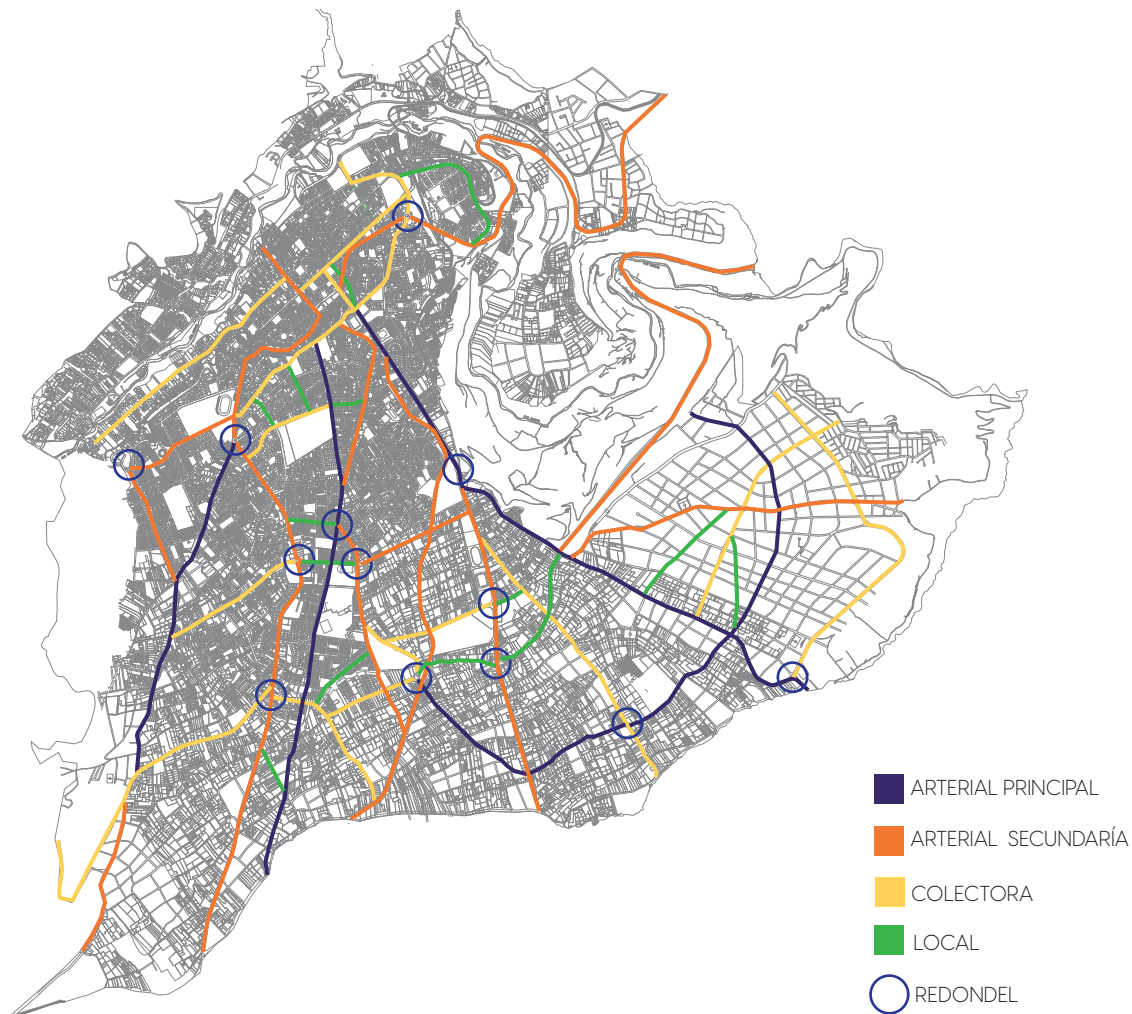 ARTERIAL PRINCIPAL
ARTERIAL SECUNDARÍA
COLECTORA
LOCAL
REDONDEL